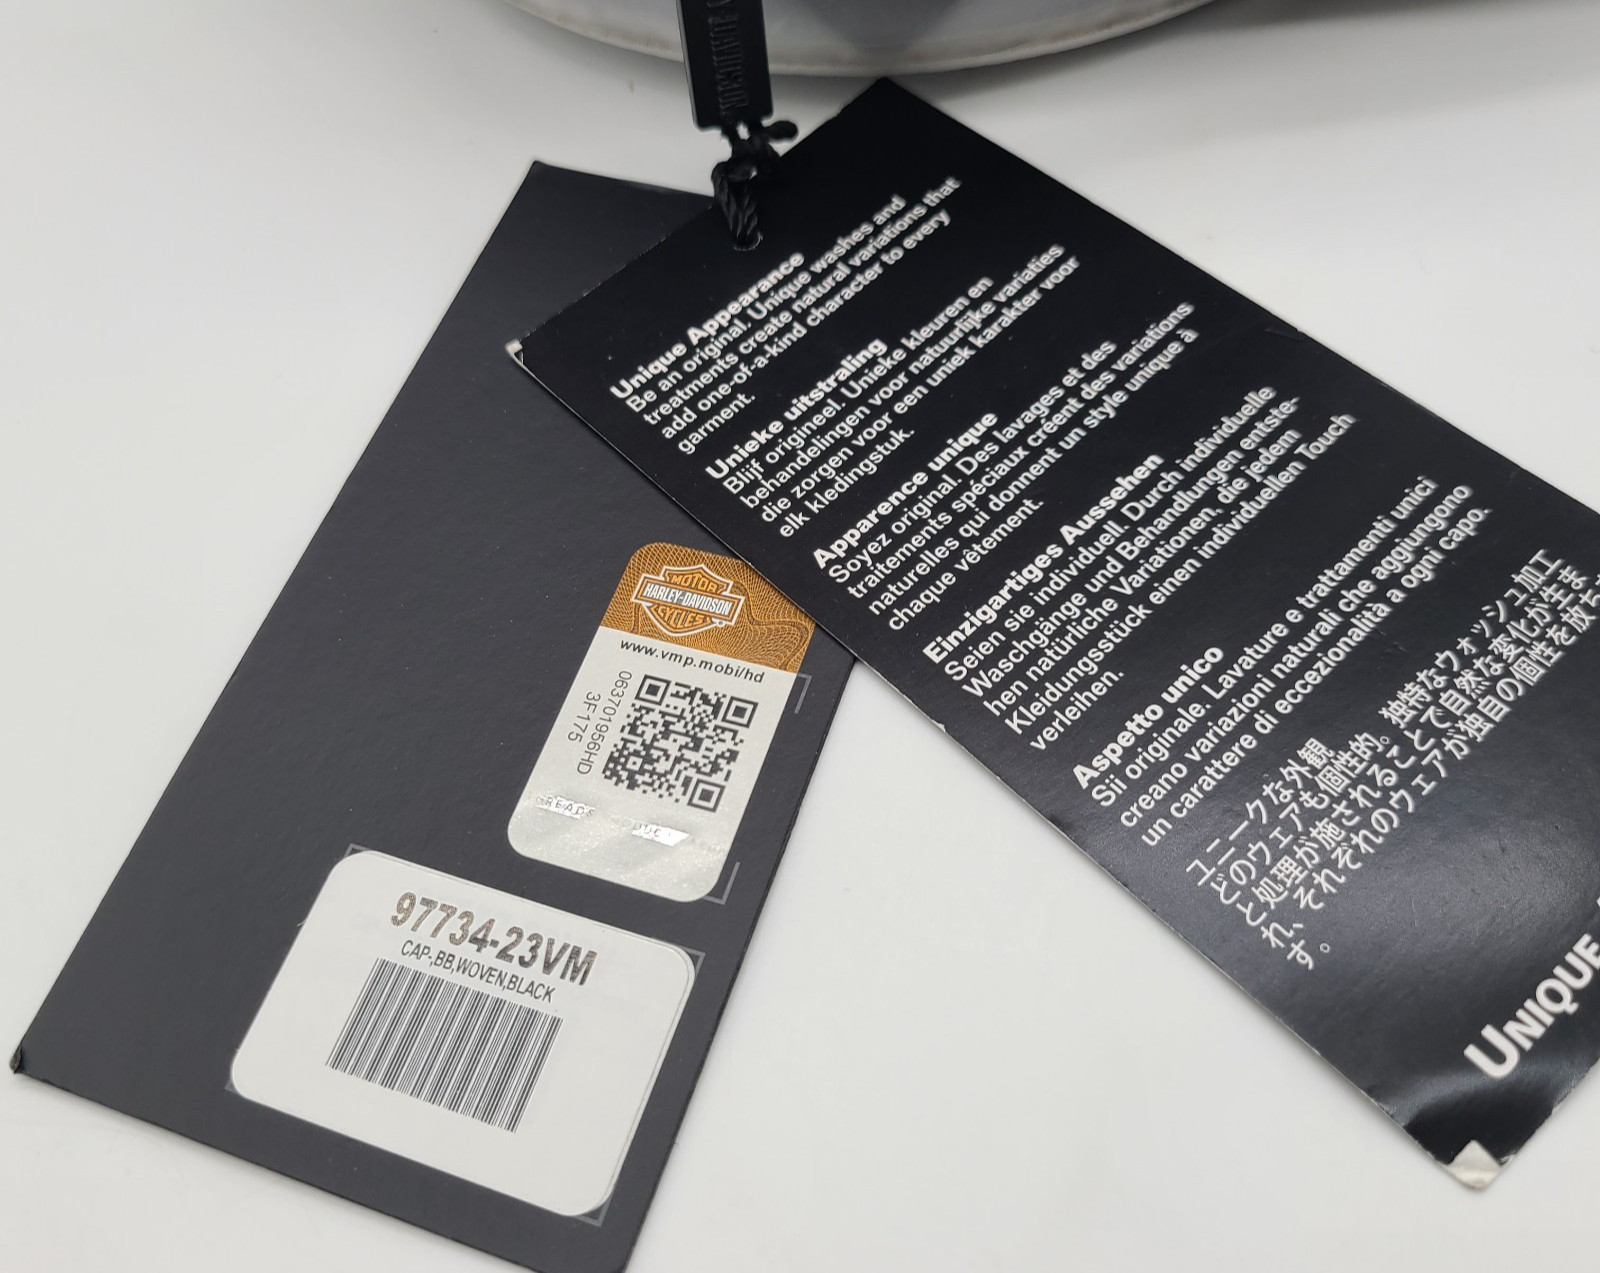 Unique Appearance
Be an original. Unique washes and
treatments create natural variations that
add one-of-a-kind character to every
garment.
Unieke uitstraling
Blijf origineel. Unieke kleuren en
behandelingen voor natuurlijke variaties
die zorgen voor een uniek karakter voor
elk kledingstuk.
Apparence unique
Soyez original. Des lavages et des
traitements spéciaux créent des variations
naturelles qui donnent un style unique à
chaque vêtement.
Einzigartiges Aussehen
Seien sie individuell. Durch individuelle
Waschgänge und Behandlungen entste-
hen natürliche Variationen, die jedem
Kleidungsstück einen individuellen Touch
verleihen.
Aspetto unico
Sii originale. Lavature e trattamenti unici
creano variazioni naturali che aggiungono
un carattere di eccezionalità a ogni capo.
ユニークな外観
どのウェアも個性的。独特なウォッシュ加工
と処理が施されることで自然な変化が生ま
れ、それぞれのウェアが独自の個性を放ち
す。
UNIQUE
MOTOR
HARLEY-DAVIDSON
CYCLES
www.vmp.mobi/hd
063701956HD
3F175
97734-23VM
CAP-,BB,WOVEN,BLACK